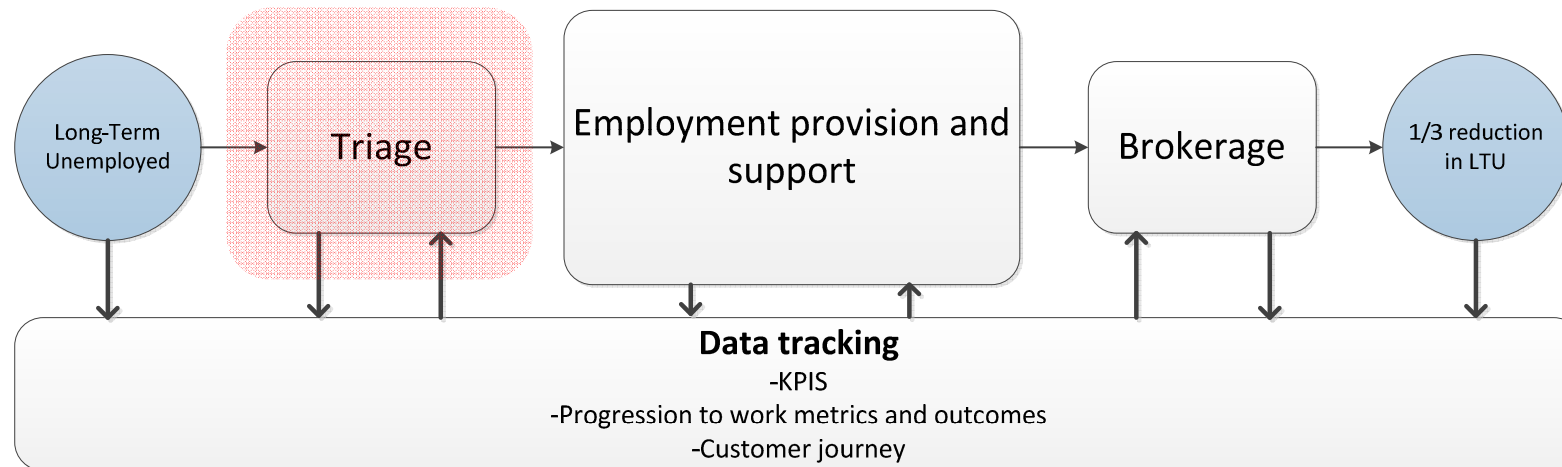 Long-Term
Unemployed
Triage
Employment provision and
support
Brokerage
1/3 reduction
in LTU
Data tracking
-KPIS
-Progression to work metrics and outcomes
-Customer journey